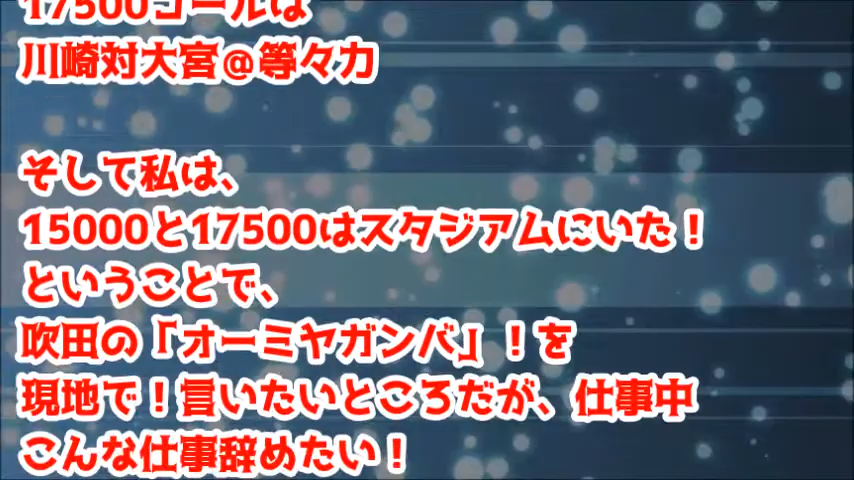 17500ゴールは
川崎対大宮@等々力
そして私は、
15000と17500はスタジアムにいた！
ということで、
吹田の『オーミヤガンバ』！を
現地で！言いたいところだが、仕事中
こんな仕事辞めたい！